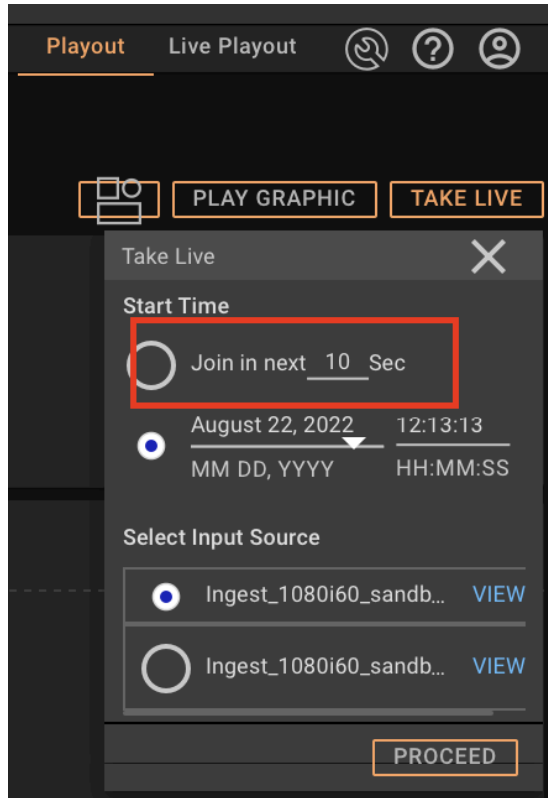 Playout Live Playout
PLAY GRAPHIC TAKE LIVE
Take Live
Start Time
Join in next 10 Sec
August 22, 2022 12:13:13
MM DD, YYYY HH:MM:SS
Select Input Source
Ingest_1080i60_sandb... VIEW
Ingest_1080i60_sandb... VIEW
PROCEED